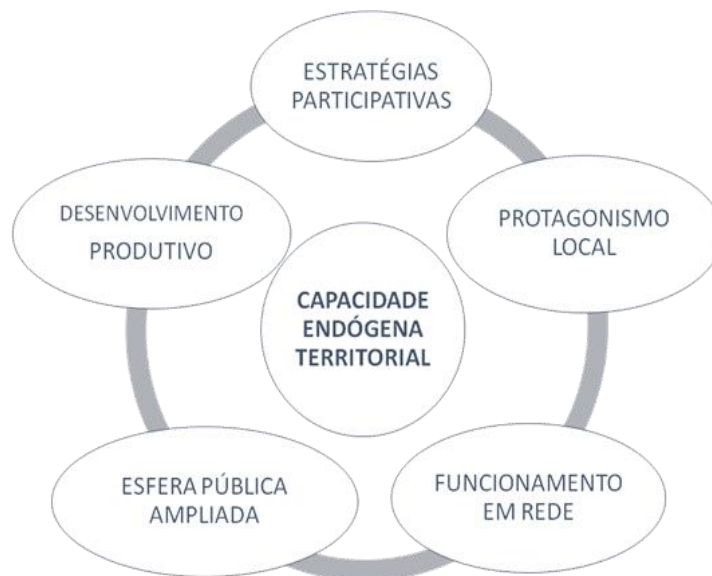 ESTRATÉGIAS
PARTICIPATIVAS
DESENVOLVIMENTO
PRODUTIVO
PROTAGONISMO
LOCAL
CAPACIDADE
ENDÓGENA
TERRITORIAL
ESFERA PÚBLICA
AMPLIADA
FUNCIONAMENTO
EM REDE